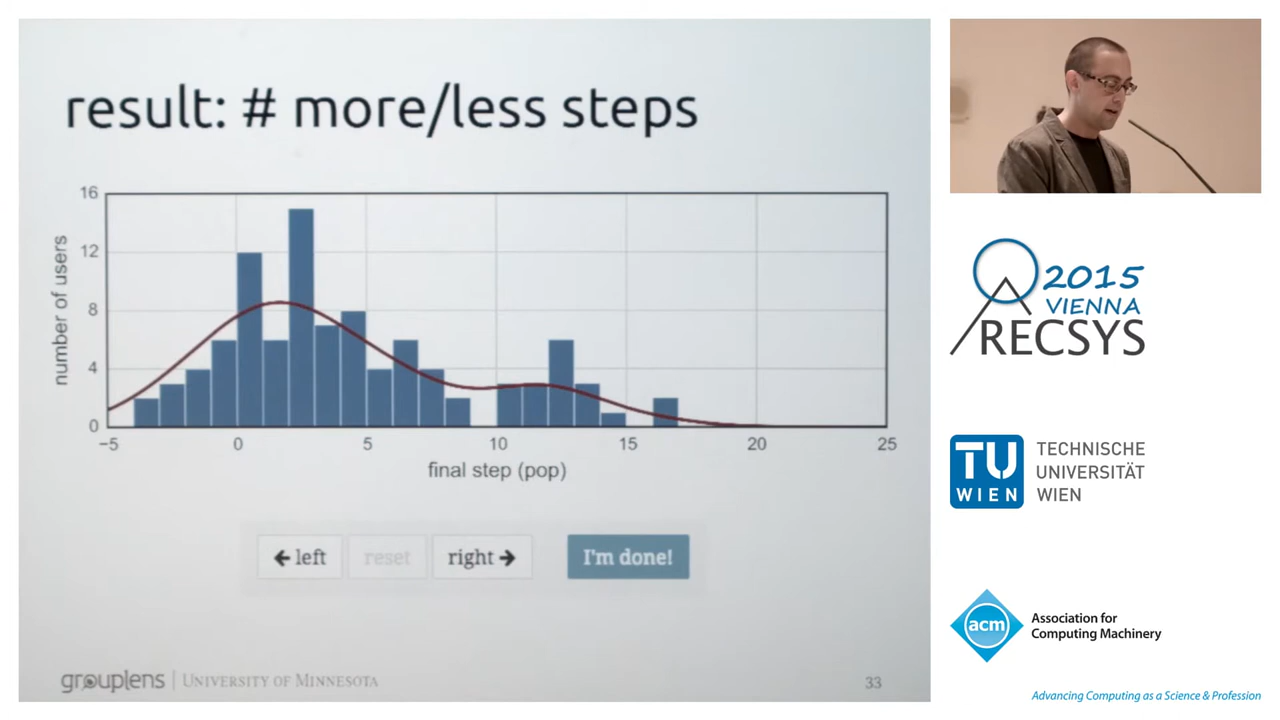 result: # more/less steps
16
12
8
4
0
number of users
−5 0 5 10 15 20 25
final step (pop)
← left reset right → I'm done!
grouplens | UNIVERSITY OF MINNESOTA
33
2015
VIENNA
RECSYS
TU
WIEN
TECHNISCHE
UNIVERSITÄT
WIEN
acm
Association for
Computing Machinery
Advancing Computing as a Science & Profession